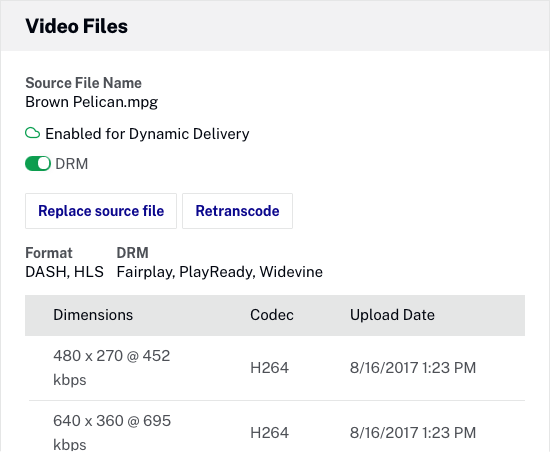 Video Files
Source File Name
Brown Pelican.mpg
Enabled for Dynamic Delivery
DRM
Replace source file Retranscode
Format DRM
DASH, HLS Fairplay, PlayReady, Widevine
Dimensions Codec Upload Date
480 x 270 @ 452
kbps
H264 8/16/2017 1:23 PM
640 x 360 @ 695
kbps
H264 8/16/2017 1:23 PM